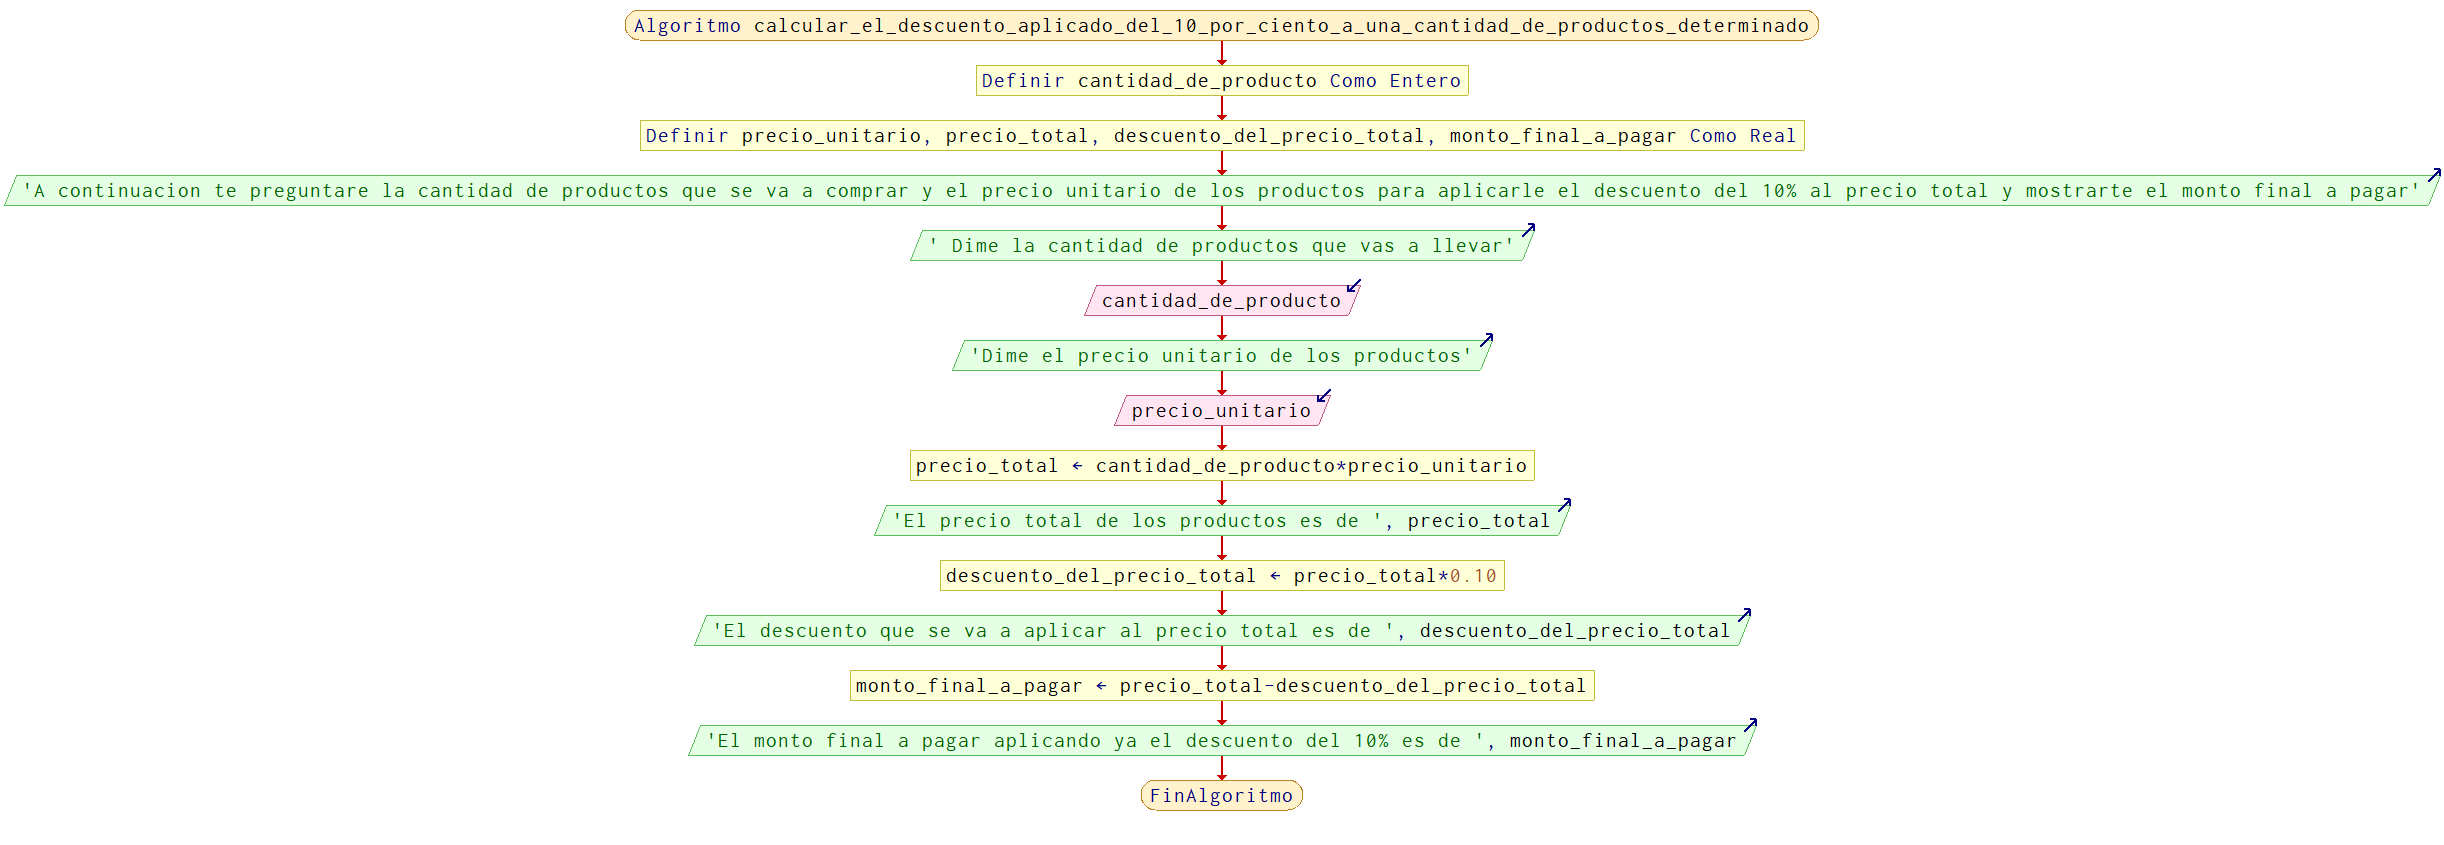 Algoritmo calcular_el_descuento_aplicado_del_10_por_ciento_a_una_cantidad_de_productos_determinado
Definir cantidad_de_producto Como Entero
Definir precio_unitario, precio_total, descuento_del_precio_total, monto_final_a_pagar Como Real
'A continuacion te preguntare la cantidad de productos que se va a comprar y el precio unitario de los productos para aplicarle el descuento del 10% al precio total y mostrarte el monto final a pagar'
' Dime la cantidad de productos que vas a llevar'
cantidad_de_producto
'Dime el precio unitario de los productos'
precio_unitario
precio_total ← cantidad_de_producto*precio_unitario
'El precio total de los productos es de ', precio_total
descuento_del_precio_total ← precio_total*0.10
'El descuento que se va a aplicar al precio total es de ', descuento_del_precio_total
monto_final_a_pagar ← precio_total-descuento_del_precio_total
'El monto final a pagar aplicando ya el descuento del 10% es de ', monto_final_a_pagar
FinAlgoritmo